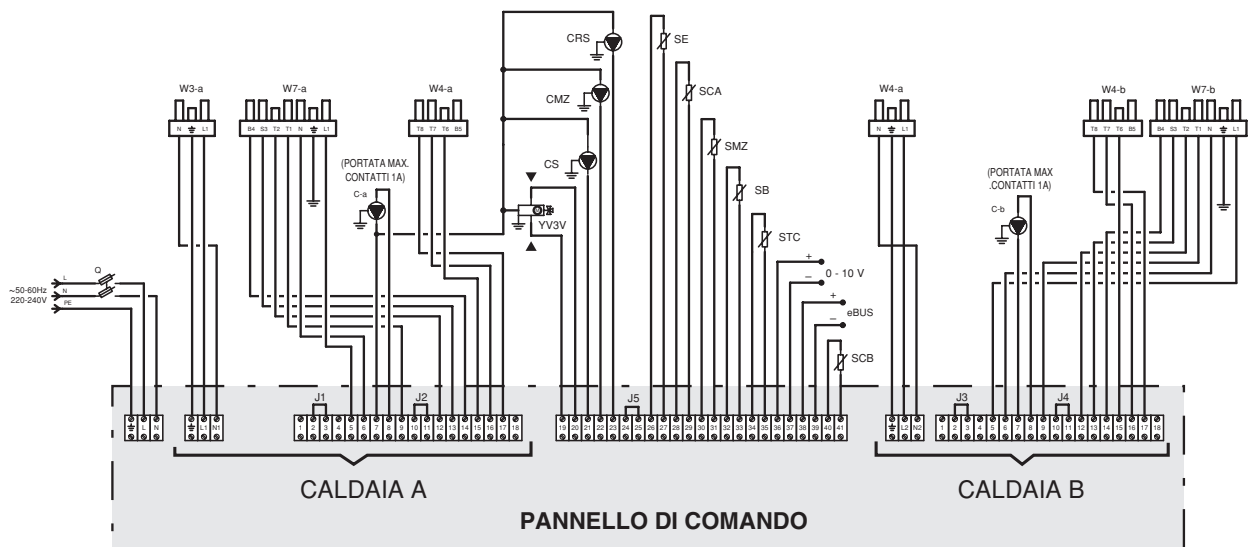 CRS
SE
CMZ
SCA
W3-a
W7-a
W4-a
W4-a
W4-b
W7-b
N L1
B4 S3 T2 T1 N L1
T8 T7 T6 B5
N L1
T8 T7 T6 B5
B4 S3 T2 T1 N L1
SMZ
CS
(PORTATA MAX.
CONTATTI 1A)
C-a
(PORTATA MAX
.CONTATTI 1A)
C-b
SB
YV3V
STC
+
0 - 10 V
–
+
eBUS
–
SCB
Q
L
N
PE
~50-60Hz
220-240V
J1
J2
J5
J3
J4
L N
L1 N1
1 2 3 4 5 6 7 8 9 10 11 12 13 14 15 16 17 18
19 20 21 22 23 24 25 26 27 28 29 30 31 32 33 34 35 36 37 38 39 40 41
L2 N2
1 2 3 4 5 6 7 8 9 10 11 12 13 14 15 16 17 18
CALDAIA A
CALDAIA B
PANNELLO DI COMANDO